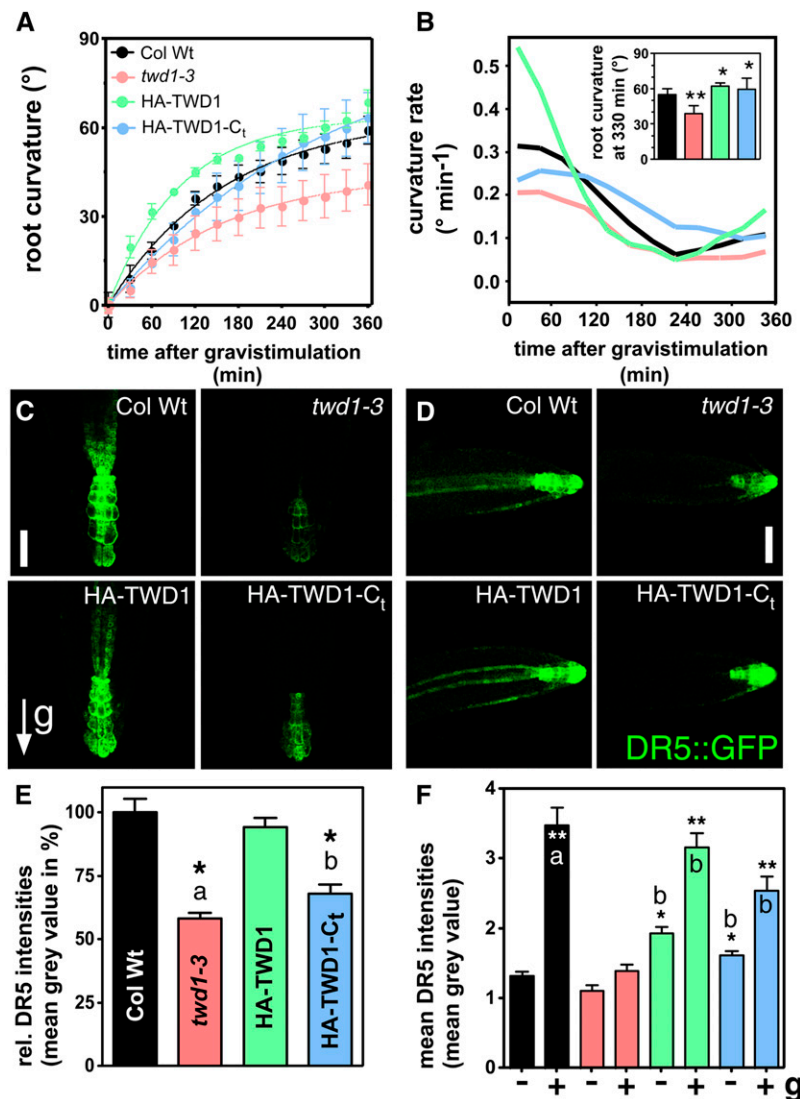 A
Col Wt
twd1-3
HA-TWD1
HA-TWD1-Ct
root curvature (°)
90
60
30
0
0 60 120 180 240 300 360
time after gravistimulation
(min)
B
curvature rate
(° min-1)
0.5
0.4
0.3
0.2
0.1
0.0
0 60 120 180 240 300 360
time after gravistimulation
(min)
root curvature
at 330 min (°)
90
60
30
0
** * *
C
Col Wt
twd1-3
HA-TWD1
HA-TWD1-Ct
g
D
Col Wt
twd1-3
HA-TWD1
HA-TWD1-Ct
DR5::GFP
E
rel. DR5 intensities
(mean grey value in %)
100
75
50
25
0
* *
a b
Col Wt
twd1-3
HA-TWD1
HA-TWD1-Ct
F
mean DR5 intensities
(mean grey value)
4
3
2
1
0
**
a
b
*
**
b
b
*
**
b
- + - + - + - + g